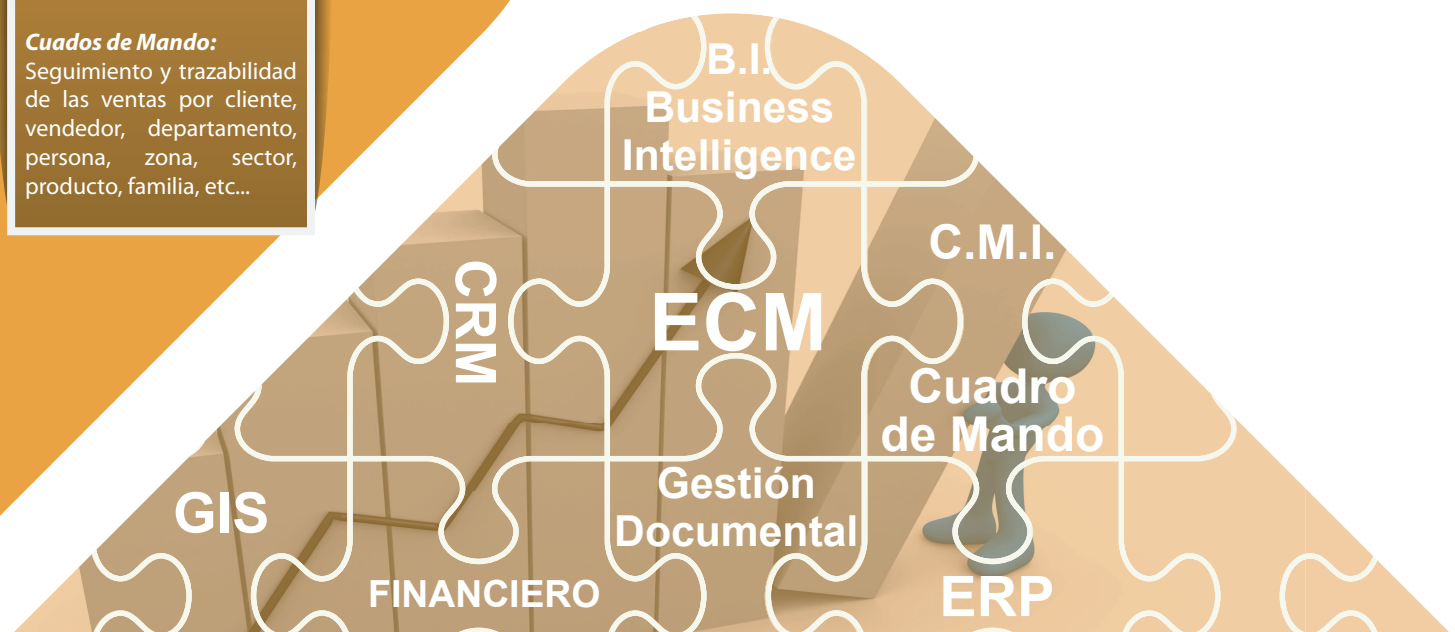 Cuados de Mando:
Seguimiento y trazabilidad
de las ventas por cliente,
vendedor, departamento,
persona, zona, sector,
producto, familia, etc...
B.I.
Business
Intelligence
C.M.I.
CRM
ECM
Cuadro
de Mando
Gestión
Documental
GIS
FINANCIERO
ERP